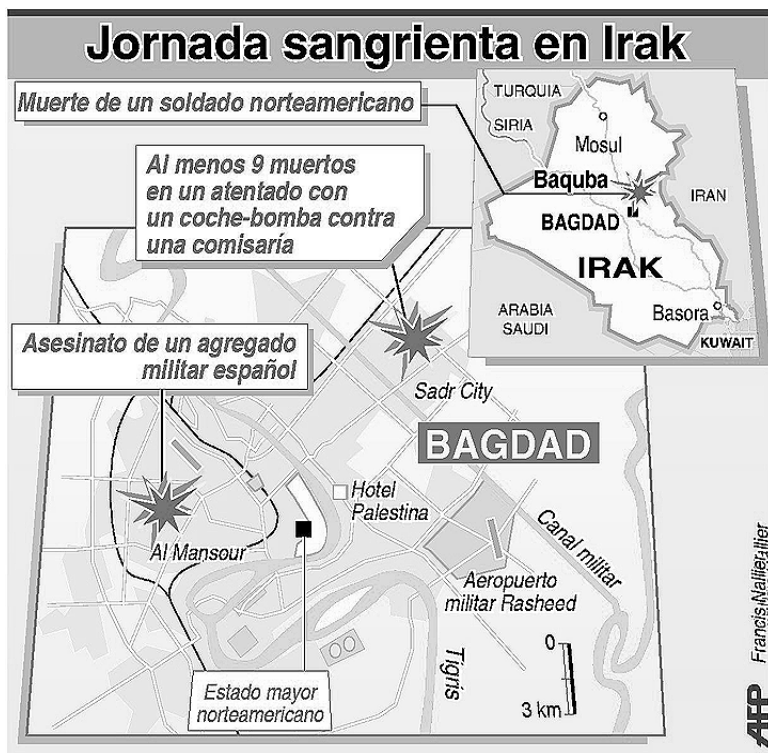 Jornada sangrienta en Irak
Muerte de un soldado norteamericano
Al menos 9 muertos
en un atentado con
un coche-bomba contra
una comisaría
Asesinato de un agregado
militar español
TURQUIA
SIRIA
Mosul
Baquba
IRAN
BAGDAD
IRAK
ARABIA
SAUDI
Basora
KUWAIT
Sadr City
BAGDAD
Hotel
Palestina
Al Mansour
Canal militar
Aeropuerto
militar Rasheed
Tigris
Estado mayor
norteamericano
0
3 km
Francis Nallier
AFP